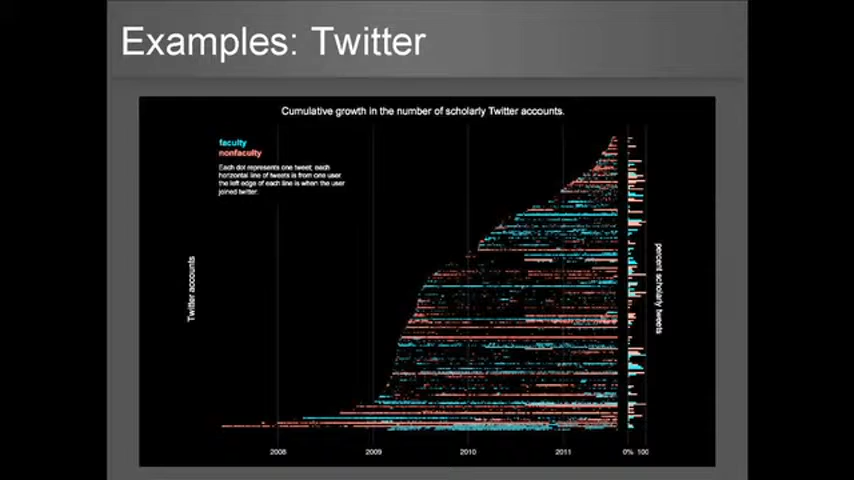 Examples: Twitter
Cumulative growth in the number of scholarly Twitter accounts.
faculty
nonfaculty
Each dot represents one tweet; each
horizontal line of tweets is from one user.
the left edge of each line is when the user
joined twitter.
Twitter accounts
percent scholarly tweets
2008 2009 2010 2011 0% 100